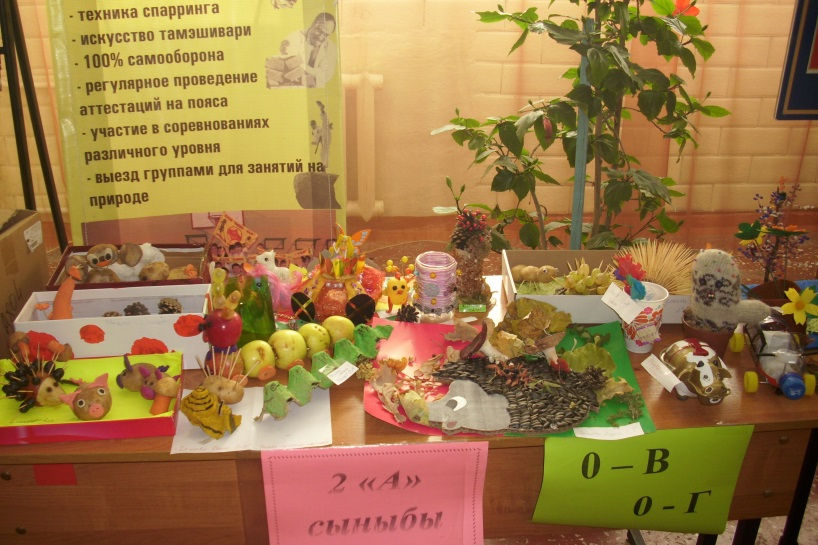 - техника спарринга
- искусство тамэшивари
- 100% самооборона
- регулярное проведение
аттестаций на пояса
- участие в соревнованиях
различного уровня
- выезд группами для занятий на
природе
2 «А»
сыныбы
0 – В
0 - Г